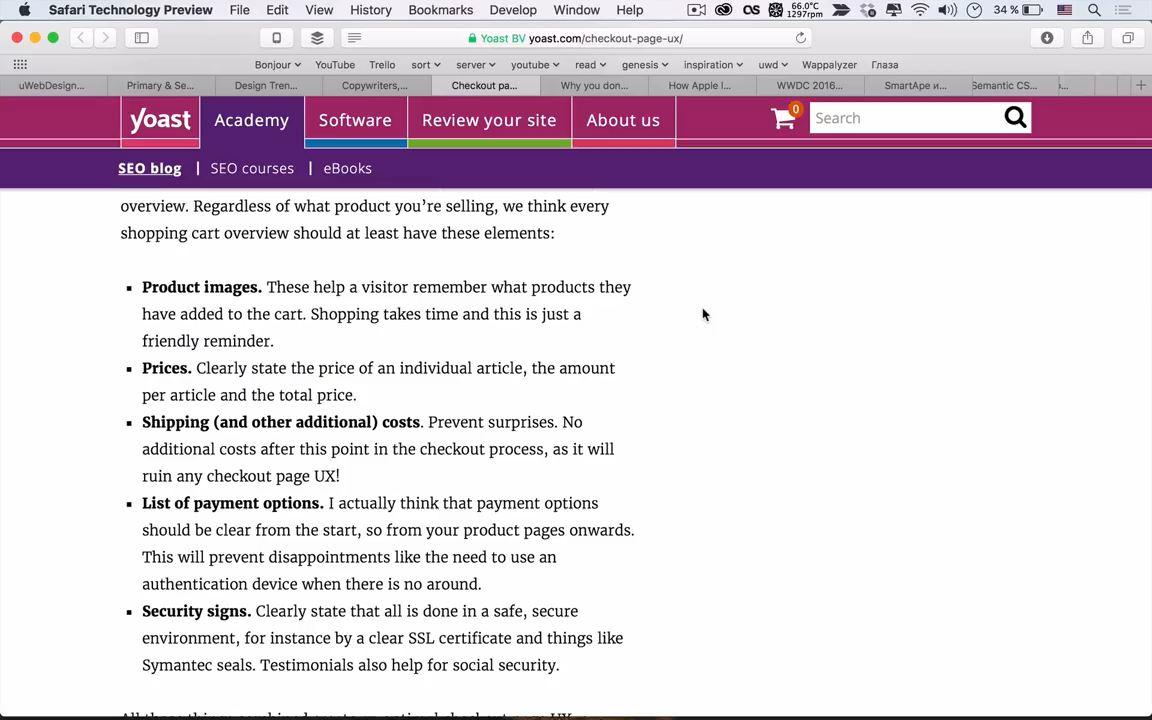 Safari Technology Preview File Edit View History Bookmarks Develop Window Help 66.0°C 1297rpm 34 %
Yoast BV yoast.com/checkout-page-ux/
Bonjour YouTube Trello sort server youtube read genesis inspiration uwd Wappalyzer Глаза
uWebDesign... Primary & Se... Design Tren... Copywriters,... Checkout pa... Why you don... How Apple I... WWDC 2016... SmartApe и... Semantic CS...
yoast Academy Software Review your site About us 0 Search
SEO blog | SEO courses | eBooks
overview. Regardless of what product you’re selling, we think every
shopping cart overview should at least have these elements:
Product images. These help a visitor remember what products they
have added to the cart. Shopping takes time and this is just a
friendly reminder.
Prices. Clearly state the price of an individual article, the amount
per article and the total price.
Shipping (and other additional) costs. Prevent surprises. No
additional costs after this point in the checkout process, as it will
ruin any checkout page UX!
List of payment options. I actually think that payment options
should be clear from the start, so from your product pages onwards.
This will prevent disappointments like the need to use an
authentication device when there is no around.
Security signs. Clearly state that all is done in a safe, secure
environment, for instance by a clear SSL certificate and things like
Symantec seals. Testimonials also help for social security.